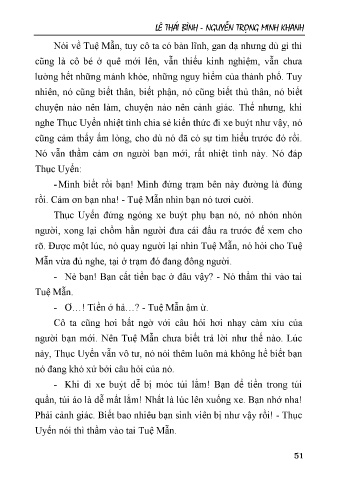 LÊ THÁI BÌNH - NGUYỄN TRỌNG MINH KHANH
Nói về Tuệ Mẫn, tuy cô ta có bản lĩnh, gan dạ nhưng dù gì thì
cũng là cô bé ở quê mới lên, vẫn thiếu kinh nghiệm, vẫn chưa
lường hết những mánh khóe, những nguy hiểm của thành phố. Tuy
nhiên, nó cũng biết thân, biết phận, nó cũng biết thủ thân, nó biết
chuyện nào nên làm, chuyện nào nên cảnh giác. Thế nhưng, khi
nghe Thục Uyển nhiệt tình chia sẻ kiến thức đi xe buýt như vậy, nó
cũng cảm thấy ấm lòng, cho dù nó đã có sự tìm hiểu trước đó rồi.
Nó vẫn thầm cảm ơn người bạn mới, rất nhiệt tình này. Nó đáp
Thục Uyển:
- Mình biết rồi bạn! Mình đứng trạm bên này đường là đúng
rồi. Cảm ơn bạn nha! - Tuệ Mẫn nhìn bạn nó tươi cười.
Thục Uyển đứng ngóng xe buýt phụ bạn nó, nó nhón nhón
người, xong lại chồm hẳn người đưa cái đầu ra trước để xem cho
rõ. Được một lúc, nó quay người lại nhìn Tuệ Mẫn, nó hỏi cho Tuệ
Mẫn vừa đủ nghe, tại ở trạm đó đang đông người.
- Nè bạn! Bạn cất tiền bạc ở đâu vậy? - Nó thầm thì vào tai
Tuệ Mẫn.
- Ơ…! Tiền ở hả…? - Tuệ Mẫn âm ừ.
Cô ta cũng hơi bất ngờ với câu hỏi hơi nhạy cảm xíu của
người bạn mới. Nên Tuệ Mẫn chưa biết trả lời như thế nào. Lúc
này, Thục Uyển vẫn vô tư, nó nói thêm luôn mà không hề biết bạn
nó đang khó xử bởi câu hỏi của nó.
- Khi đi xe buýt dễ bị móc túi lắm! Bạn để tiền trong túi
quần, túi áo là dễ mất lắm! Nhất là lúc lên xuống xe. Bạn nhớ nha!
Phải cảnh giác. Biết bao nhiêu bạn sinh viên bị như vậy rồi! - Thục
Uyển nói thì thầm vào tai Tuệ Mẫn.
51